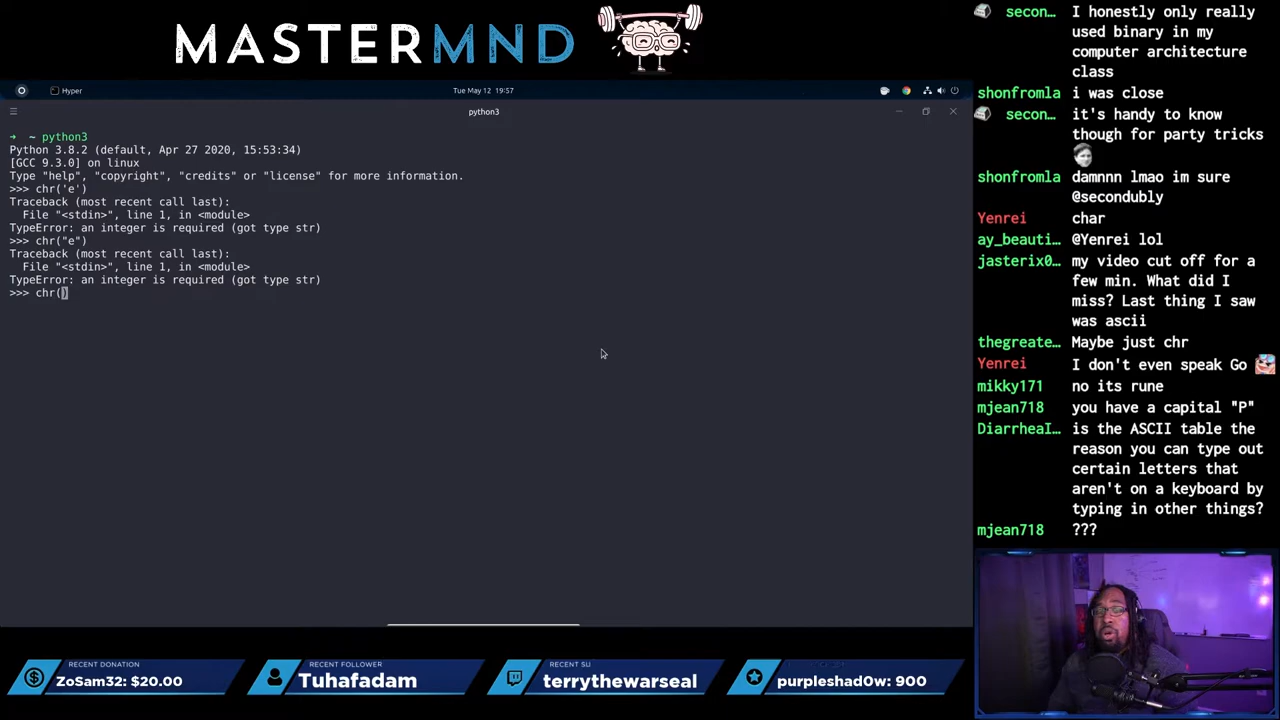 MASTERMND
Hyper
Tue May 12 19:57
python3
→ ~ python3
Python 3.8.2 (default, Apr 27 2020, 15:53:34)
[GCC 9.3.0] on linux
Type "help", "copyright", "credits" or "license" for more information.
>>> chr('e')
Traceback (most recent call last):
File "<stdin>", line 1, in <module>
TypeError: an integer is required (got type str)
>>> chr("e")
Traceback (most recent call last):
File "<stdin>", line 1, in <module>
TypeError: an integer is required (got type str)
>>> chr()
secon… I honestly only really
used binary in my
computer architecture
class
shonfromla i was close
secon… it's handy to know
though for party tricks
shonfromla damnnn lmao im sure
@secondubly
Yenrei char
ay_beauti… @Yenrei lol
jasterix0… my video cut off for a
few min. What did I
miss? Last thing I saw
was ascii
thegreate… Maybe just chr
Yenrei I don't even speak Go
mikky171 no its rune
mjean718 you have a capital "P"
DiarrheaI… is the ASCII table the
reason you can type out
certain letters that
aren't on a keyboard by
typing in other things?
mjean718 ???
RECENT DONATION
ZoSam32: $20.00
RECENT FOLLOWER
Tuhafadam
RECENT SU
terrythewarseal
purpleshad0w: 900